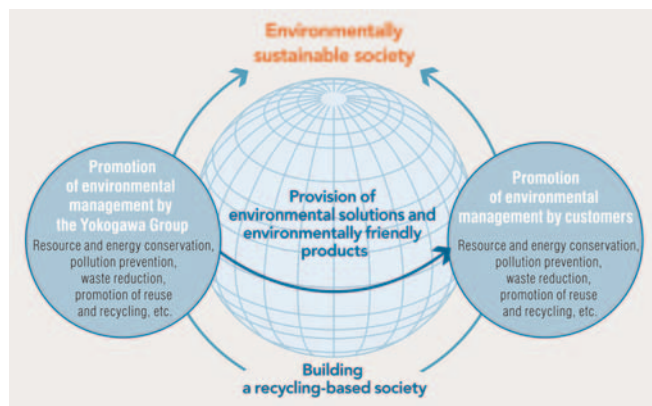 Environmentally
sustainable society
Promotion
of environmental
management by
the Yokogawa Group
Resource and energy conservation,
pollution prevention,
waste reduction,
promotion of reuse
and recycling, etc.
Provision of
environmental solutions and
environmentally friendly
products
Promotion
of environmental
management by customers
Resource and energy conservation,
pollution prevention,
waste reduction,
promotion of reuse
and recycling, etc.
Building
a recycling-based society